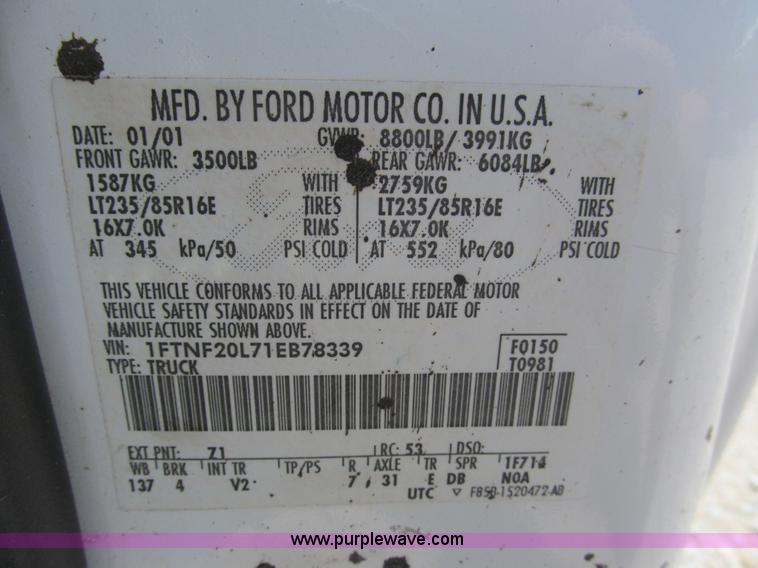 MFD. BY FORD MOTOR CO. IN U.S.A.
DATE: 01/01 GVWR: 8800LB/ 3991KG
FRONT GAWR: 3500LB REAR GAWR: 6084LB
1587KG WITH 2759KG WITH
LT235/85R16E TIRES LT235/85R16E TIRES
16X7.0K RIMS 16X7.0K RIMS
AT 345 kPa/50 PSI COLD AT 552 kPa/80 PSI COLD
THIS VEHICLE CONFORMS TO ALL APPLICABLE FEDERAL MOTOR
VEHICLE SAFETY STANDARDS IN EFFECT ON THE DATE OF
MANUFACTURE SHOWN ABOVE.
VIN: 1FTNF20L71EB78339 F0150
TYPE: TRUCK T0981
EXT PNT: Z1 RC: 53 DSO:
WB BRK INT TR TP/PS R AXLE TR SPR 1F714
137 4 V2 7 31 E DB N0A
UTC ▽ F85B-1520472-AB
www.purplewave.com